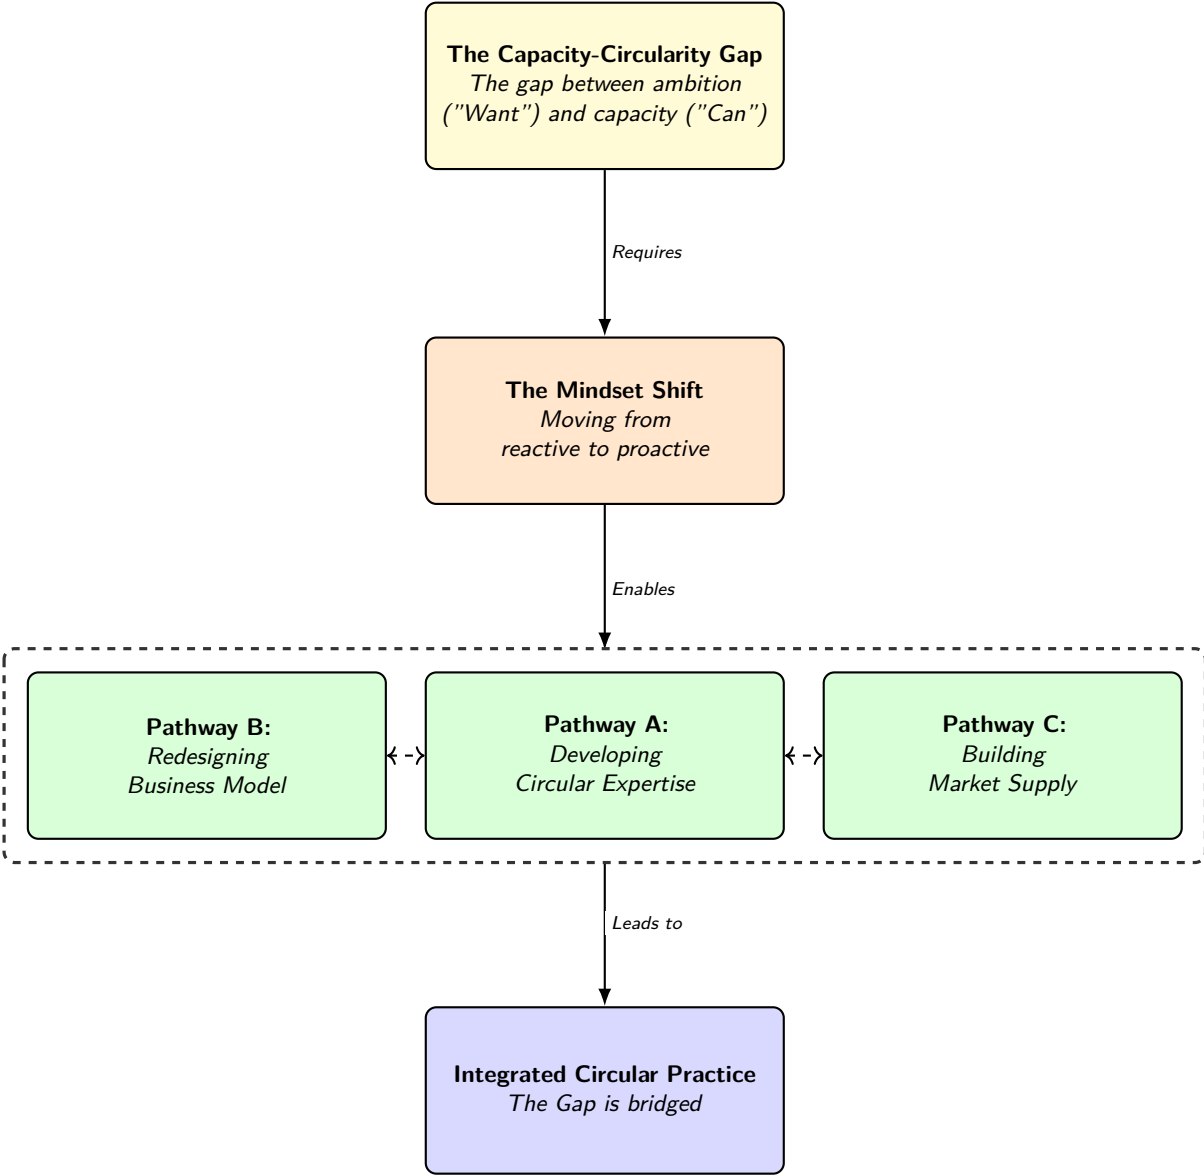 The Capacity-Circularity Gap
The gap between ambition
(”Want”) and capacity (”Can”)
Requires
The Mindset Shift
Moving from
reactive to proactive
Enables
Pathway B:
Redesigning
Business Model
Pathway A:
Developing
Circular Expertise
Pathway C:
Building
Market Supply
Leads to
Integrated Circular Practice
The Gap is bridged